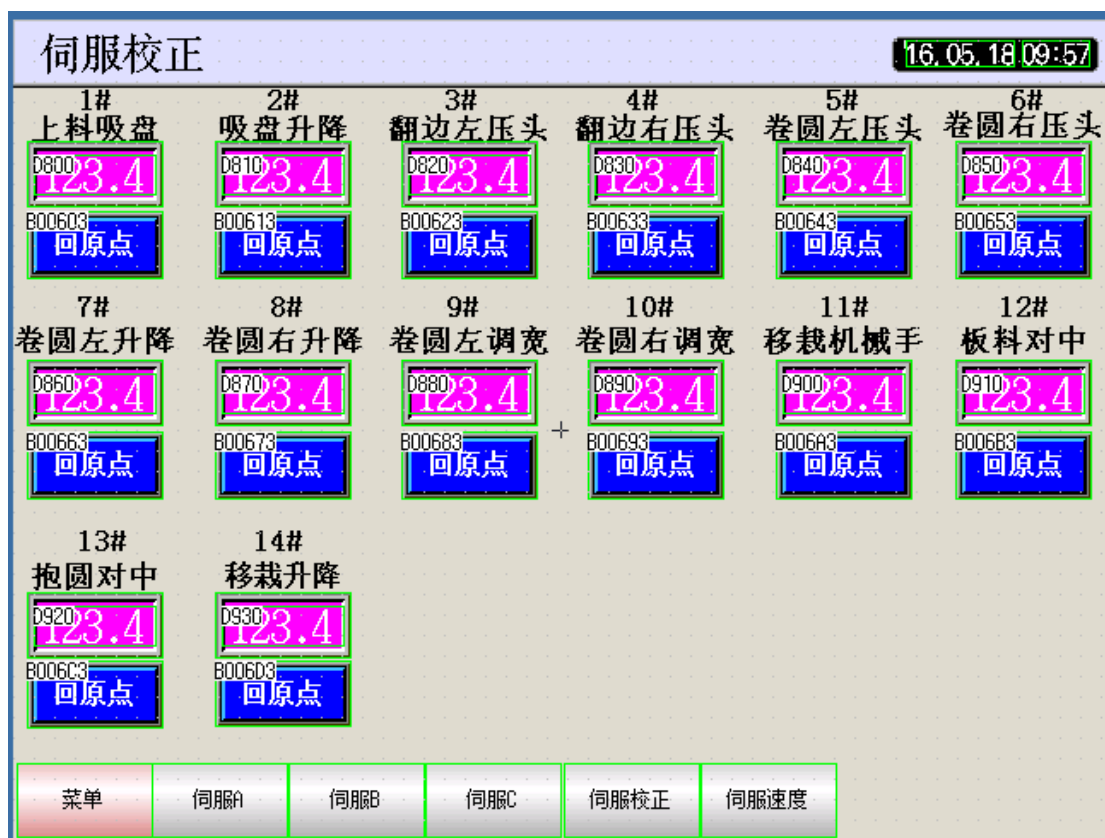 伺服校正
16.05.18 09:57
1# 2# 3# 4# 5# 6#
上料吸盘 吸盘升降 翻边左压头 翻边右压头 卷圆左压头 卷圆右压头
D800 123.4 D810 123.4 D820 123.4 D830 123.4 D840 123.4 D850 123.4
B00603 B00613 B00623 B00633 B00643 B00653
回原点 回原点 回原点 回原点 回原点 回原点
7# 8# 9# 10# 11# 12#
卷圆左升降 卷圆右升降 卷圆左调宽 卷圆右调宽 移栽机械手 板料对中
D860 123.4 D870 123.4 D880 123.4 D890 123.4 D900 123.4 D910 123.4
B00663 B00673 B00683 B00693 B006A3 B006B3
回原点 回原点 回原点 回原点 回原点 回原点
13# 14#
抱圆对中 移栽升降
D920 123.4 D930 123.4
B006C3 B006D3
回原点 回原点
菜单 伺服A 伺服B 伺服C 伺服校正 伺服速度